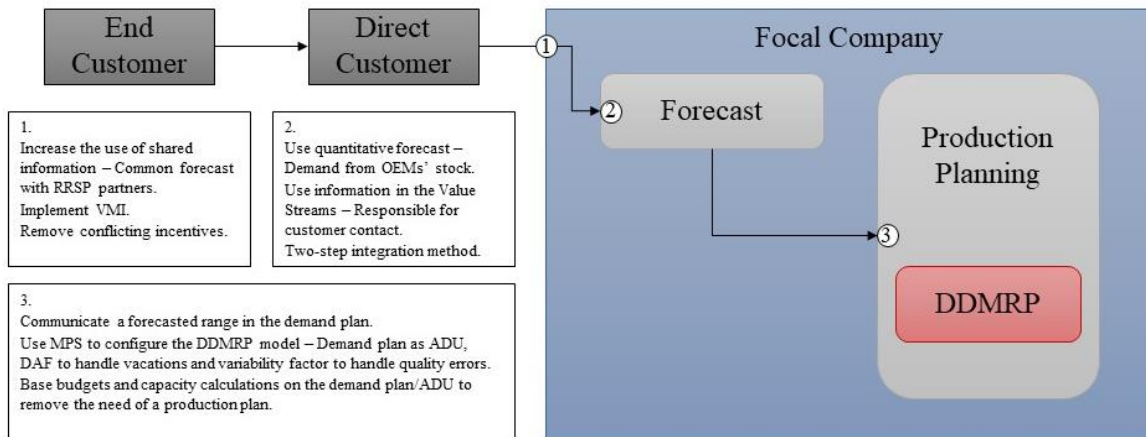 End
Customer
Direct
Customer
1
Focal Company
2
Forecast
Production
Planning
3
DDMRP
1.
Increase the use of shared
information – Common forecast
with RRSP partners.
Implement VMI.
Remove conflicting incentives.
2.
Use quantitative forecast –
Demand from OEMs’ stock.
Use information in the Value
Streams – Responsible for
customer contact.
Two-step integration method.
3.
Communicate a forecasted range in the demand plan.
Use MPS to configure the DDMRP model – Demand plan as ADU,
DAF to handle vacations and variability factor to handle quality errors.
Base budgets and capacity calculations on the demand plan/ADU to
remove the need of a production plan.